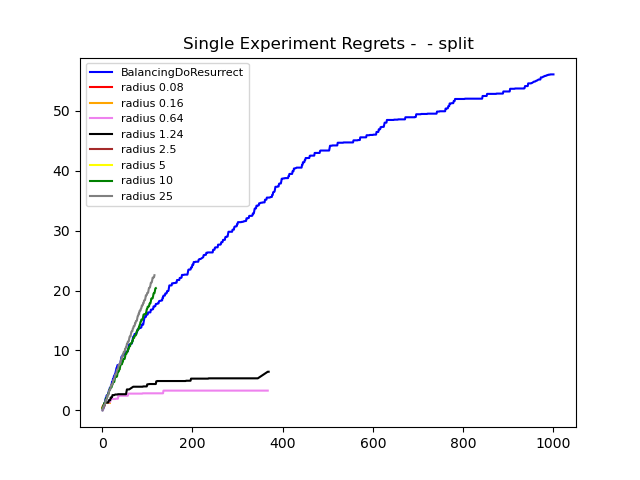 Single Experiment Regrets -  - split
BalancingDoResurrect
radius 0.08
radius 0.16
radius 0.64
radius 1.24
radius 2.5
radius 5
radius 10
radius 25
50
40
30
20
10
0
0 200 400 600 800 1000